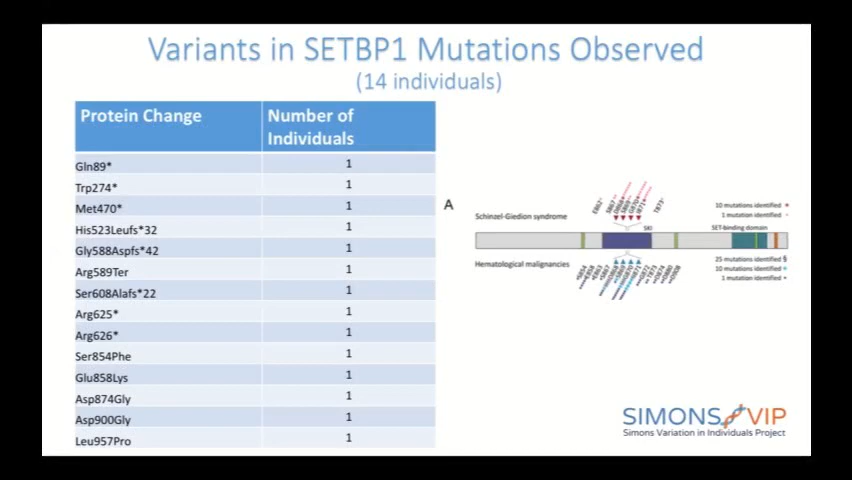 Variants in SETBP1 Mutations Observed
(14 individuals)
Protein Change
Number of
Individuals
Gln89* 1
Trp274* 1
Met470* 1
His523Leufs*32 1
Gly588Aspfs*42 1
Arg589Ter 1
Ser608Alafs*22 1
Arg625* 1
Arg626* 1
Ser854Phe 1
Glu858Lys 1
Asp874Gly 1
Asp900Gly 1
Leu957Pro 1
A
Schinzel-Giedion syndrome
10 mutations identified
1 mutation identified
SKI
SET-binding domain
Hematological malignancies
25 mutations identified §
10 mutations identified
1 mutation identified
SIMONS VIP
Simons Variation in Individuals Project